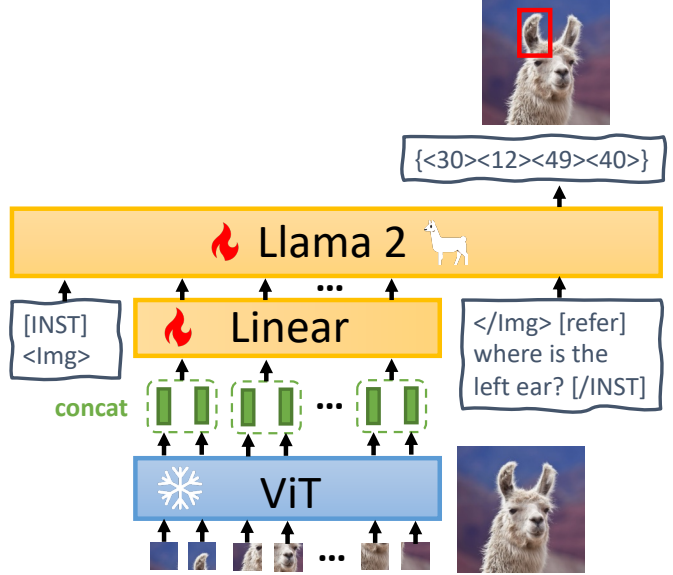 {<30><12><49><40>}
Llama 2
...
[INST]
<Img>
Linear
</Img> [refer]
where is the
left ear? [/INST]
concat
...
ViT
...